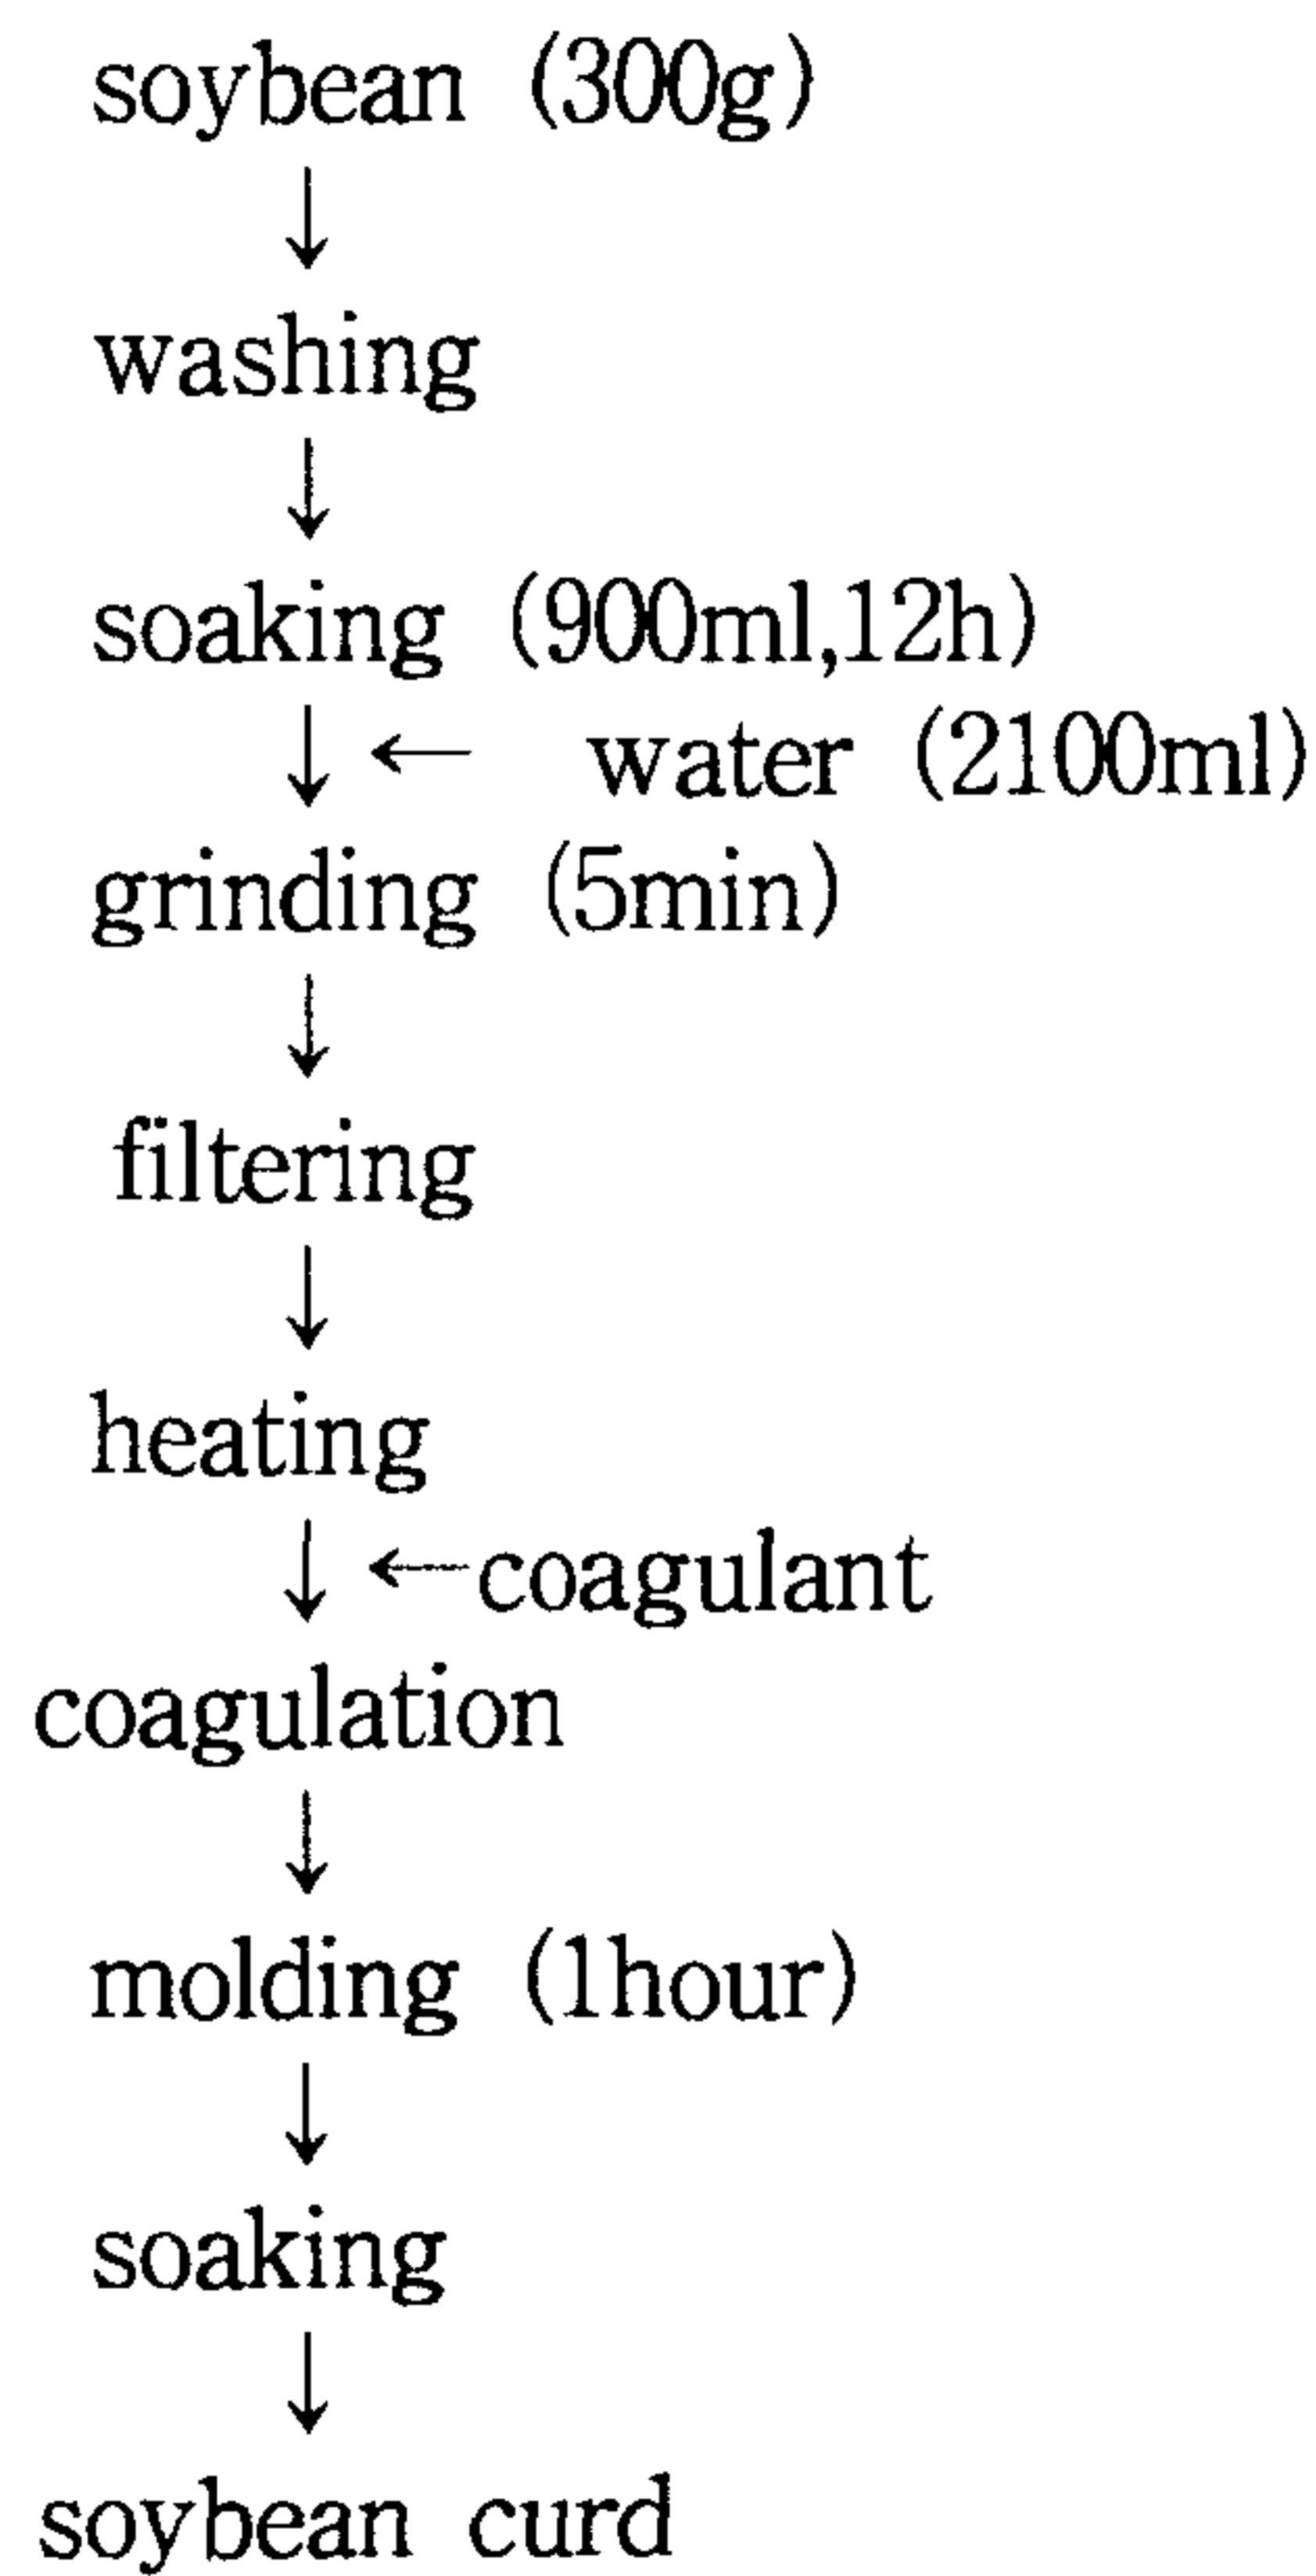 soybean (300g)
↓
washing
↓
soaking (900ml,12h)
↓ ← water (2100ml)
grinding (5min)
↓
filtering
↓
heating
↓ ←coagulant
coagulation
↓
molding (1hour)
↓
soaking
↓
soybean curd